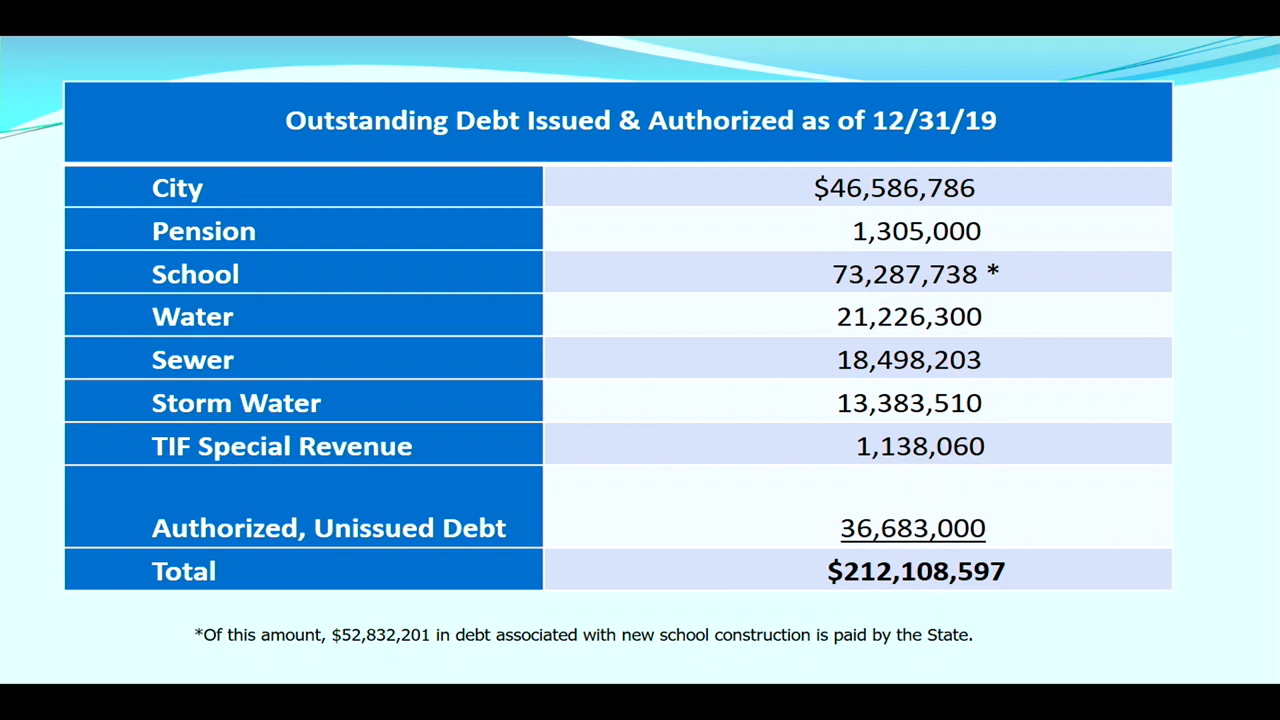 Outstanding Debt Issued & Authorized as of 12/31/19
City $46,586,786
Pension 1,305,000
School 73,287,738 *
Water 21,226,300
Sewer 18,498,203
Storm Water 13,383,510
TIF Special Revenue 1,138,060
Authorized, Unissued Debt 36,683,000
Total $212,108,597
*Of this amount, $52,832,201 in debt associated with new school construction is paid by the State.